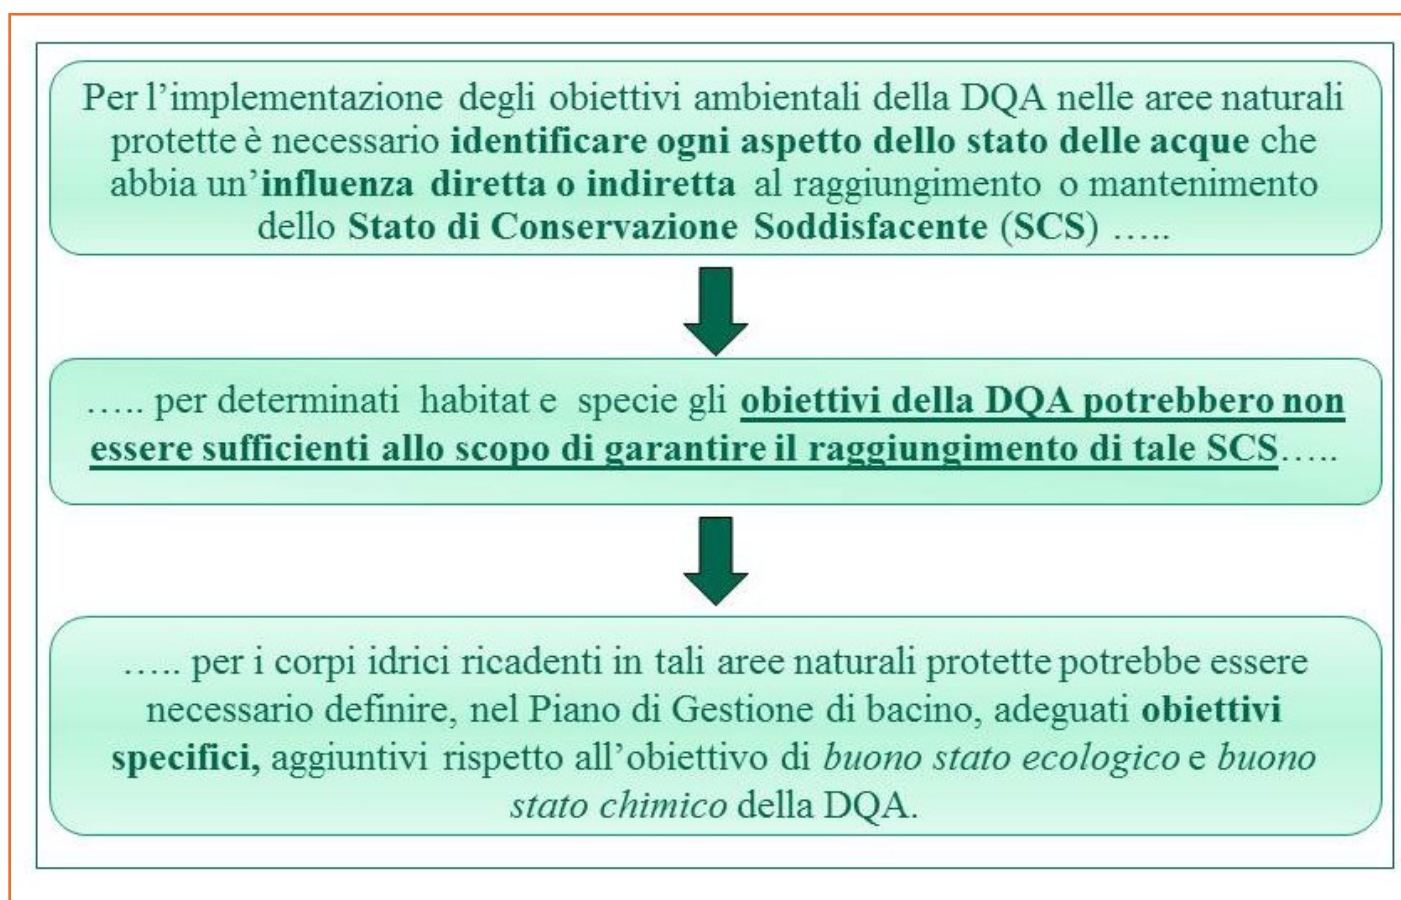 Per l’implementazione degli obiettivi ambientali della DQA nelle aree naturali
protette è necessario identificare ogni aspetto dello stato delle acque che
abbia un’influenza diretta o indiretta al raggiungimento o mantenimento
dello Stato di Conservazione Soddisfacente (SCS) …..
….. per determinati habitat e specie gli obiettivi della DQA potrebbero non
essere sufficienti allo scopo di garantire il raggiungimento di tale SCS…..
….. per i corpi idrici ricadenti in tali aree naturali protette potrebbe essere
necessario definire, nel Piano di Gestione di bacino, adeguati obiettivi
specifici, aggiuntivi rispetto all’obiettivo di buono stato ecologico e buono
stato chimico della DQA.